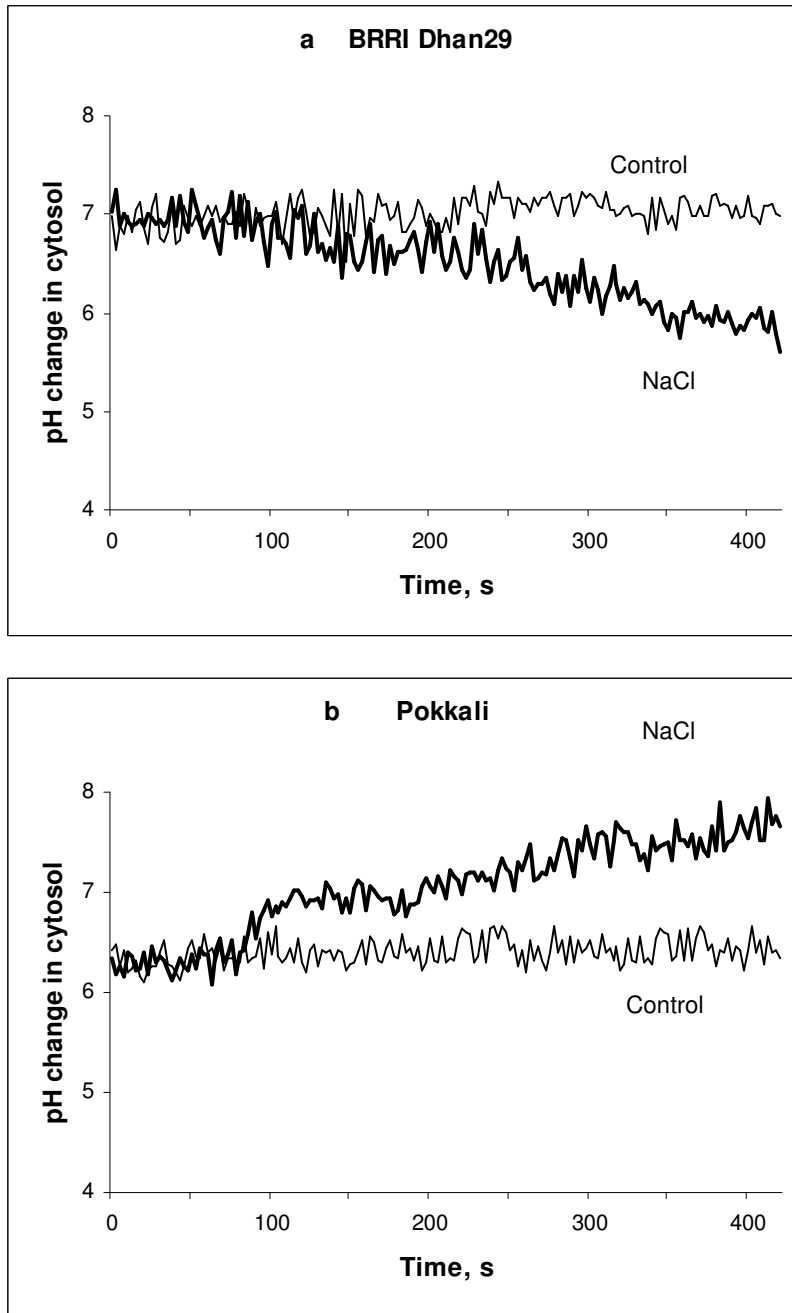 a BRRI Dhan29
8
7
6
5
4
pH change in cytosol
Control
NaCl
0 100 200 300 400
Time, s
b Pokkali
NaCl
8
7
6
5
4
pH change in cytosol
Control
0 100 200 300 400
Time, s